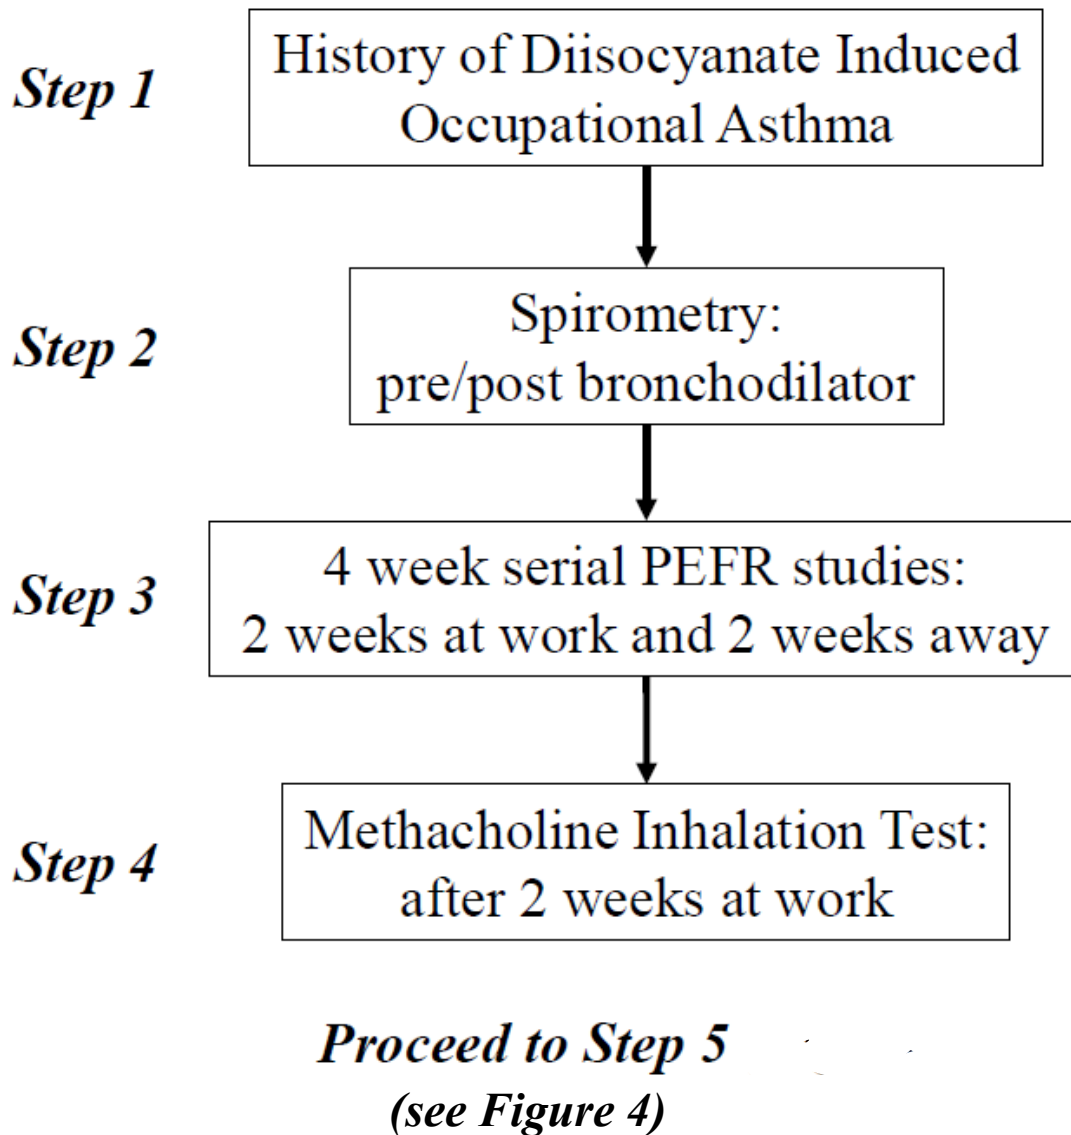 Step 1
History of Diisocyanate Induced
Occupational Asthma
Step 2
Spirometry:
pre/post bronchodilator
Step 3
4 week serial PEFR studies:
2 weeks at work and 2 weeks away
Step 4
Methacholine Inhalation Test:
after 2 weeks at work
Proceed to Step 5
(see Figure 4)